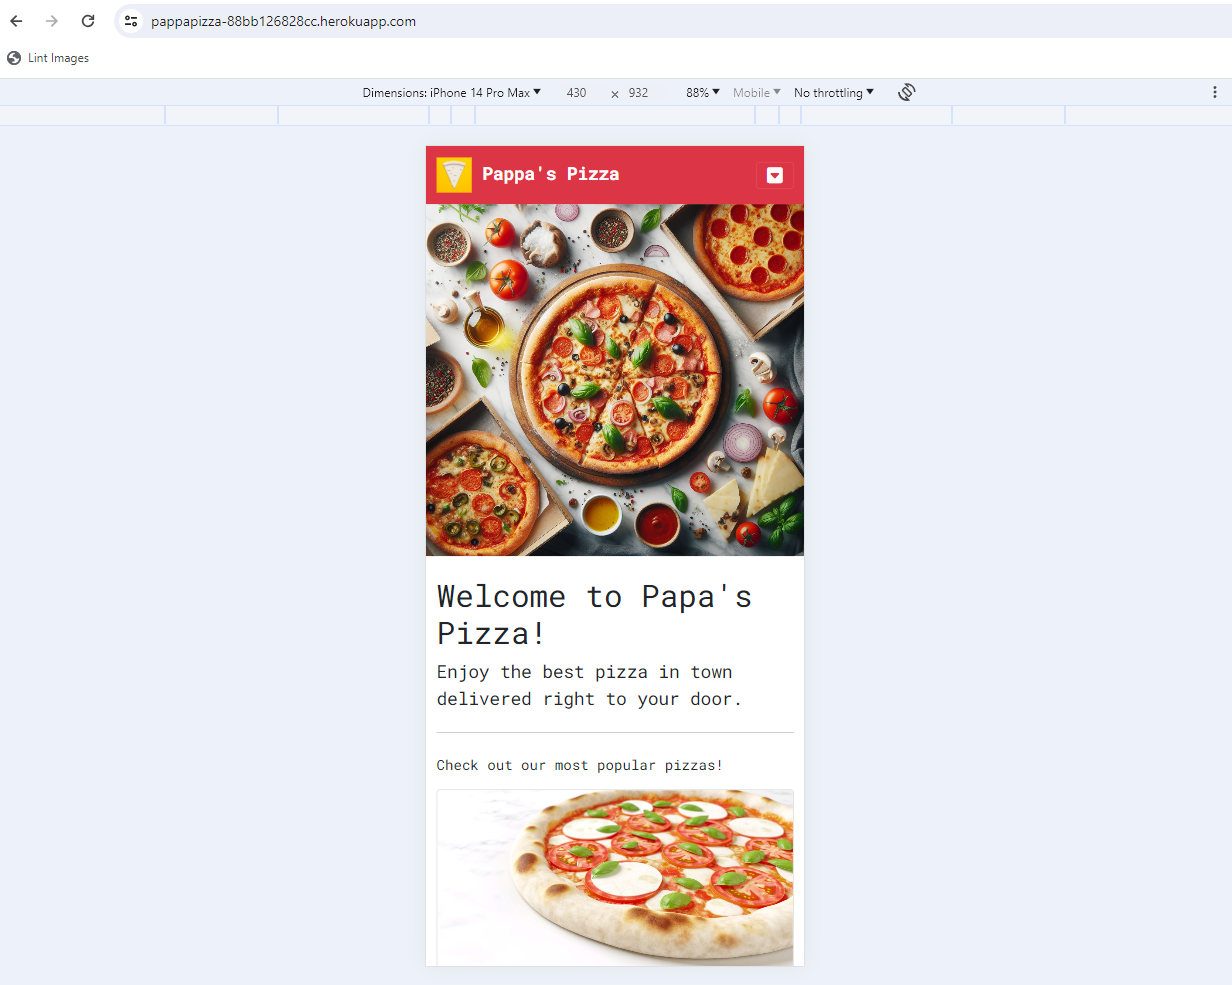 pappapizza-88bb126828cc.herokuapp.com
Lint Images
Dimensions: iPhone 14 Pro Max 430 × 932 88% Mobile No throttling
Pappa's Pizza
Welcome to Papa's
Pizza!
Enjoy the best pizza in town
delivered right to your door.
Check out our most popular pizzas!